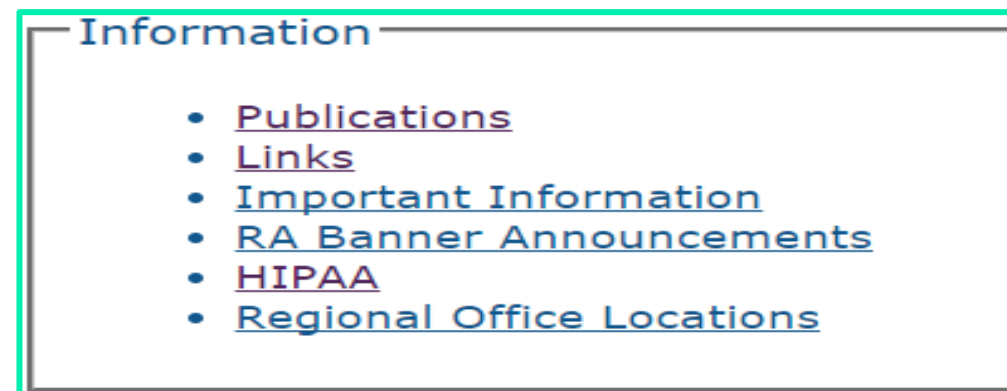 Information
• Publications
• Links
• Important Information
• RA Banner Announcements
• HIPAA
• Regional Office Locations